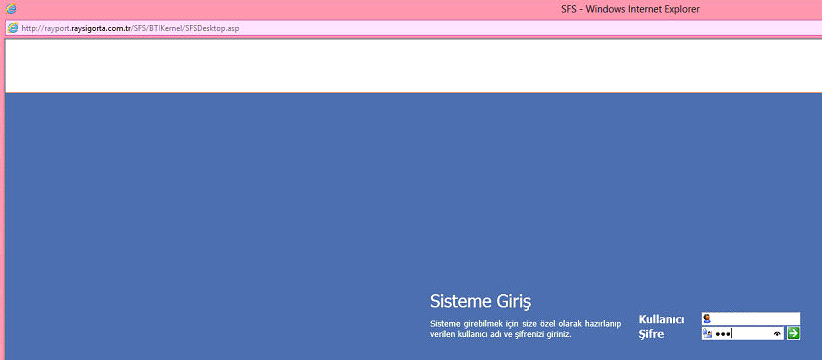 SFS - Windows Internet Explorer
http://rayport.raysigorta.com.tr/SFS/BTIKernel/SFSDesktop.asp
Sisteme Giriş
Sisteme girebilmek için size özel olarak hazırlanıp
verilen kullanıcı adı ve şifrenizi giriniz.
Kullanıcı
Şifre